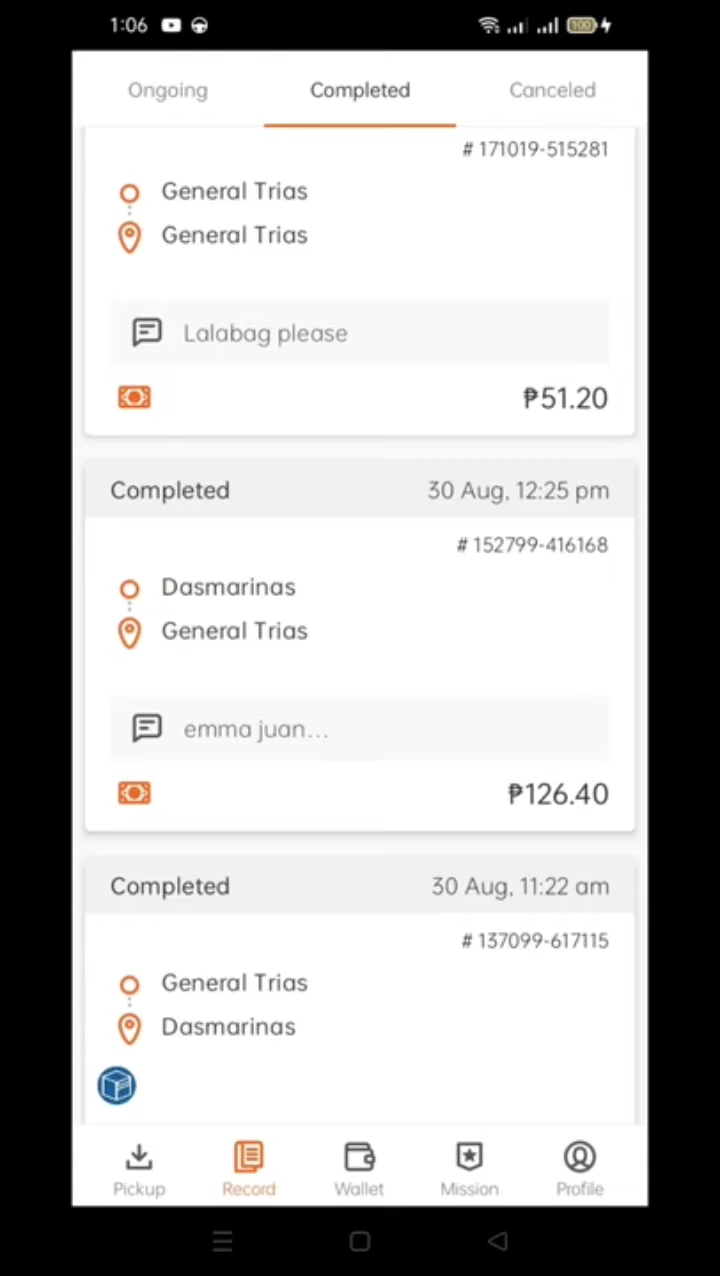 1:06
100
Ongoing
Completed
Canceled
# 171019-515281
General Trias
General Trias
Lalabag please
₱51.20
Completed
30 Aug, 12:25 pm
# 152799-416168
Dasmarinas
General Trias
emma juan...
₱126.40
Completed
30 Aug, 11:22 am
# 137099-617115
General Trias
Dasmarinas
Pickup
Record
Wallet
Mission
Profile